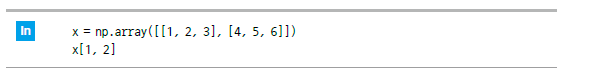 In
x = np.array([[1, 2, 3], [4, 5, 6]])
x[1, 2]